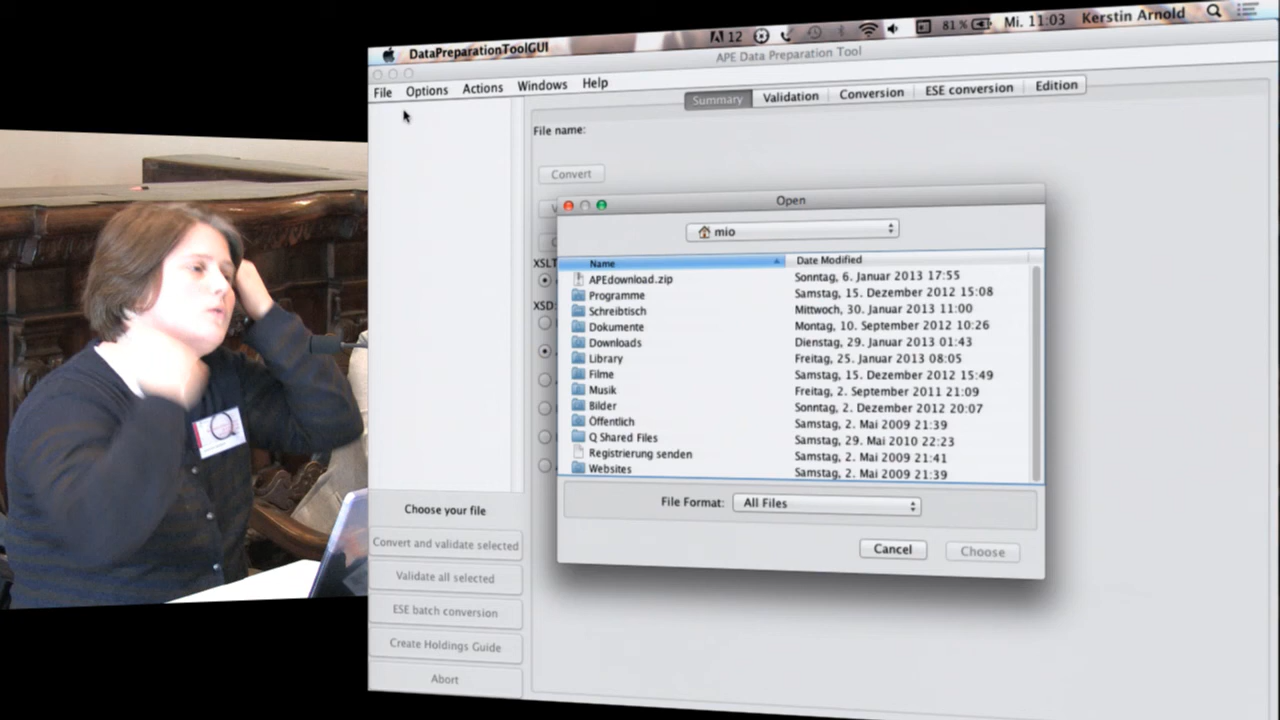 DataPreparationToolGUI
12
81%
Mi. 11:03
Kerstin Arnold
APE Data Preparation Tool
File Options Actions Windows Help
Summary Validation Conversion ESE conversion Edition
File name:
Convert
Open
mio
Name Date Modified
APEdownload.zip Sonntag, 6. Januar 2013 17:55
Programme Samstag, 15. Dezember 2012 15:08
Schreibtisch Mittwoch, 30. Januar 2013 11:00
Dokumente Montag, 10. September 2012 10:26
Downloads Dienstag, 29. Januar 2013 01:43
Library Freitag, 25. Januar 2013 08:05
Filme Samstag, 15. Dezember 2012 15:49
Musik Freitag, 2. September 2011 21:09
Bilder Sonntag, 2. Dezember 2012 20:07
Öffentlich Samstag, 2. Mai 2009 21:39
Q Shared Files Samstag, 29. Mai 2010 22:23
Registrierung senden Samstag, 2. Mai 2009 21:41
Websites Samstag, 2. Mai 2009 21:39
XSLT
XSD:
File Format: All Files
Cancel Choose
Choose your file
Convert and validate selected
Validate all selected
ESE batch conversion
Create Holdings Guide
Abort